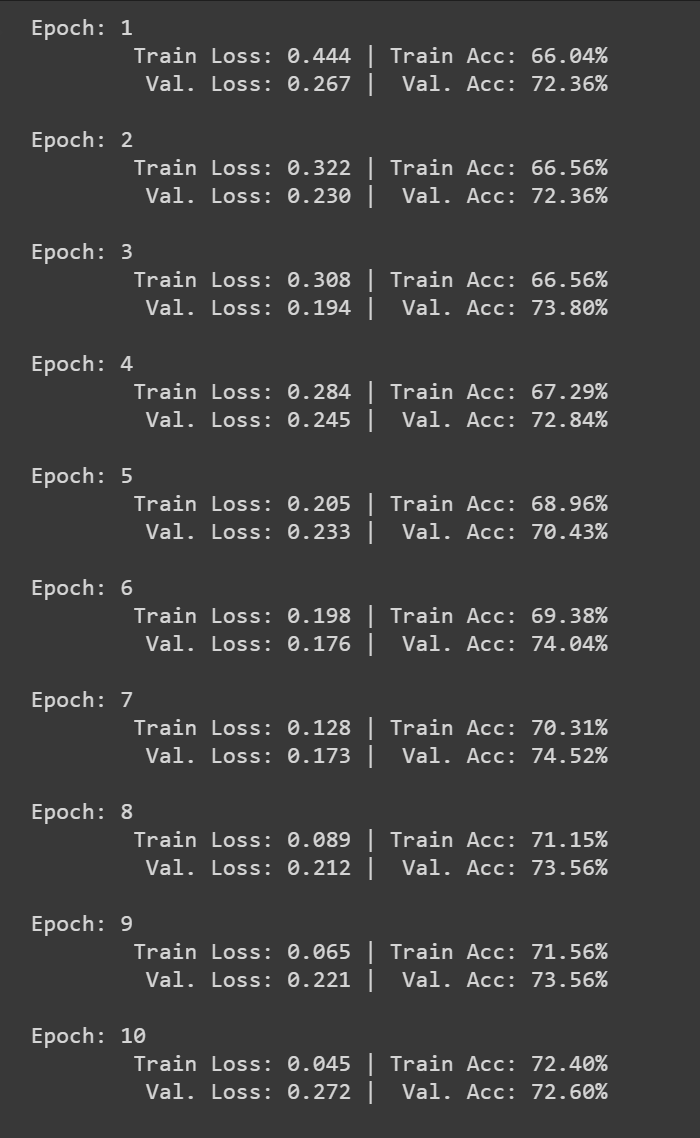 Epoch: 1
Train Loss: 0.444 | Train Acc: 66.04%
Val. Loss: 0.267 |  Val. Acc: 72.36%
Epoch: 2
Train Loss: 0.322 | Train Acc: 66.56%
Val. Loss: 0.230 |  Val. Acc: 72.36%
Epoch: 3
Train Loss: 0.308 | Train Acc: 66.56%
Val. Loss: 0.194 |  Val. Acc: 73.80%
Epoch: 4
Train Loss: 0.284 | Train Acc: 67.29%
Val. Loss: 0.245 |  Val. Acc: 72.84%
Epoch: 5
Train Loss: 0.205 | Train Acc: 68.96%
Val. Loss: 0.233 |  Val. Acc: 70.43%
Epoch: 6
Train Loss: 0.198 | Train Acc: 69.38%
Val. Loss: 0.176 |  Val. Acc: 74.04%
Epoch: 7
Train Loss: 0.128 | Train Acc: 70.31%
Val. Loss: 0.173 |  Val. Acc: 74.52%
Epoch: 8
Train Loss: 0.089 | Train Acc: 71.15%
Val. Loss: 0.212 |  Val. Acc: 73.56%
Epoch: 9
Train Loss: 0.065 | Train Acc: 71.56%
Val. Loss: 0.221 |  Val. Acc: 73.56%
Epoch: 10
Train Loss: 0.045 | Train Acc: 72.40%
Val. Loss: 0.272 |  Val. Acc: 72.60%